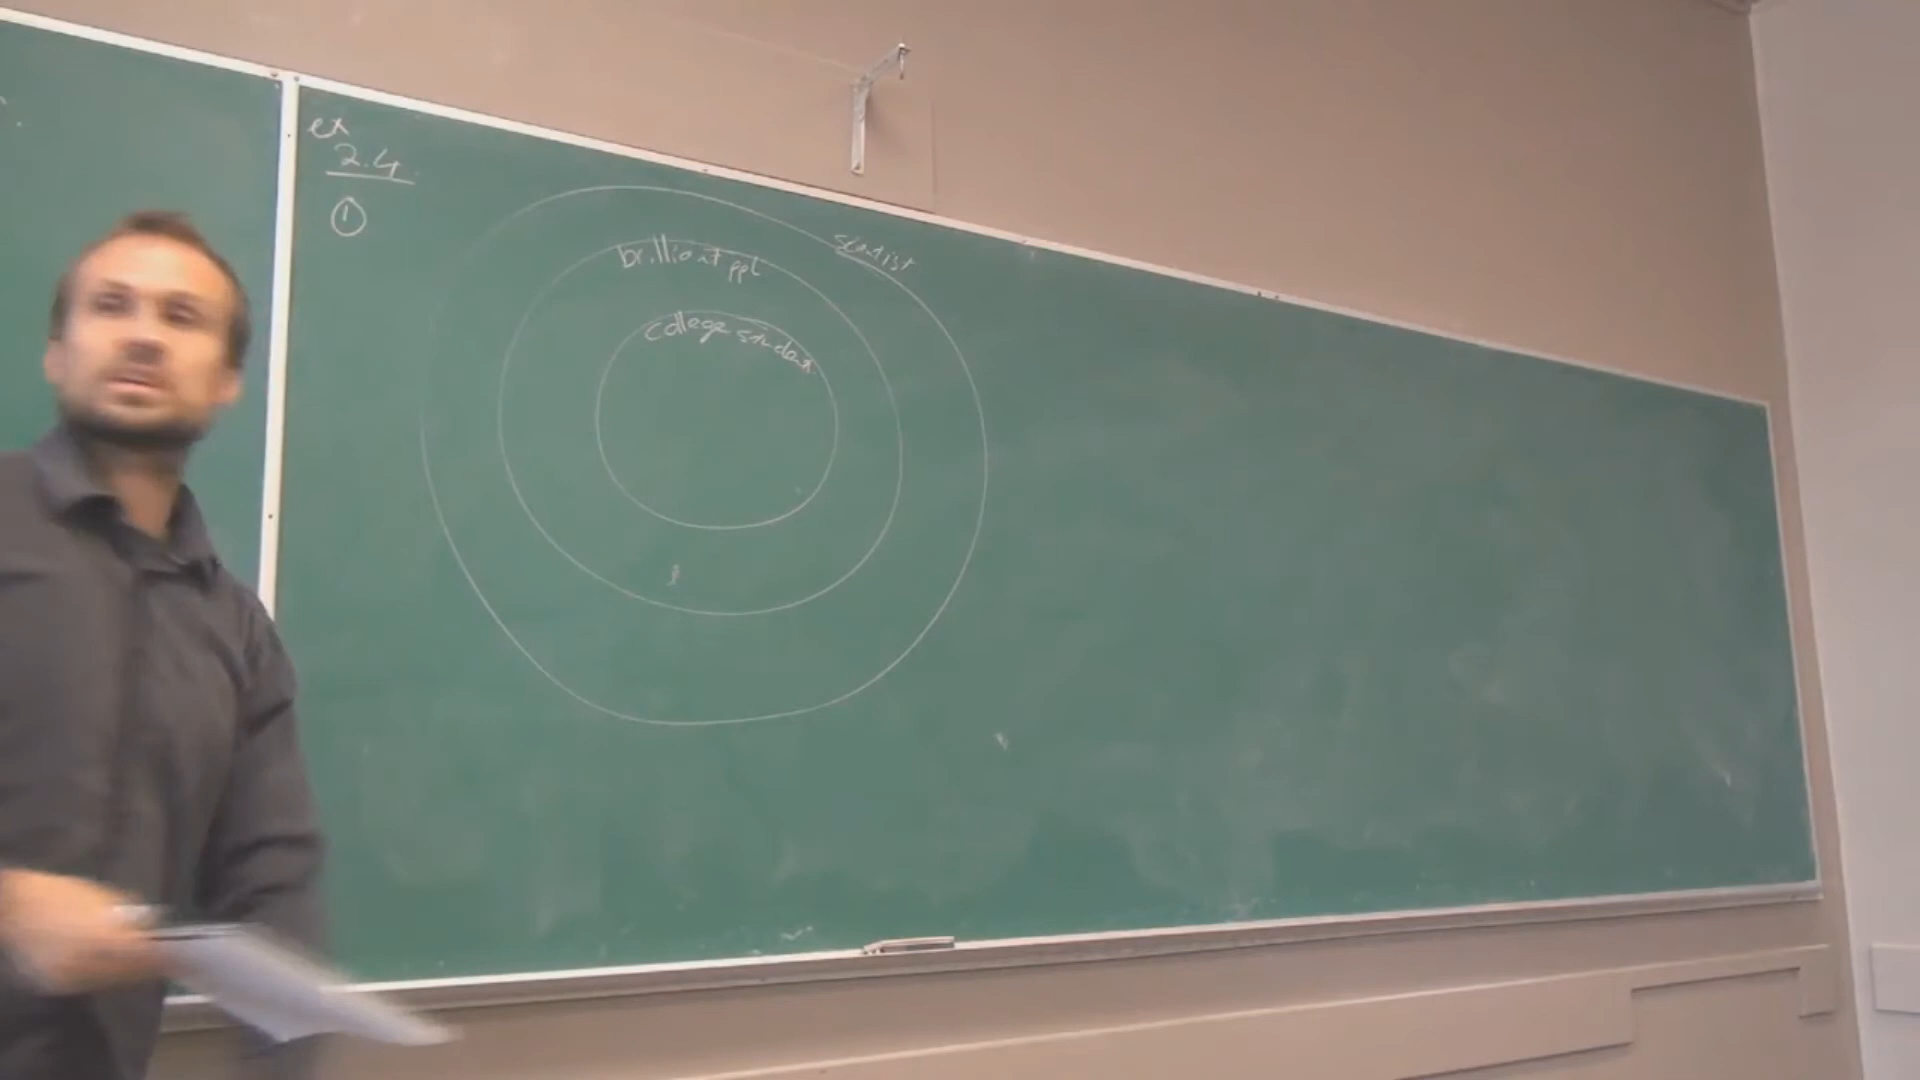 ex
2.4
①
scientist
brilliant ppl
college student